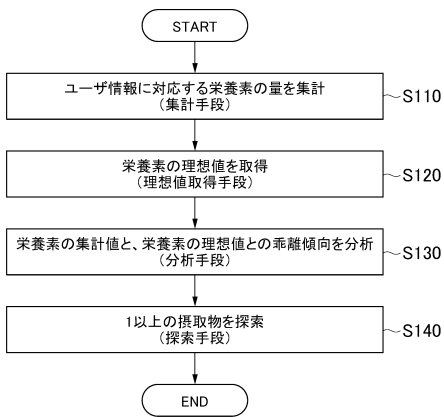 START
ユーザ情報に対応する栄養素の量を集計
(集計手段)
S110
栄養素の理想値を取得
(理想値取得手段)
S120
栄養素の集計値と、栄養素の理想値との乖離傾向を分析
(分析手段)
S130
1以上の摂取物を探索
(探索手段)
S140
END